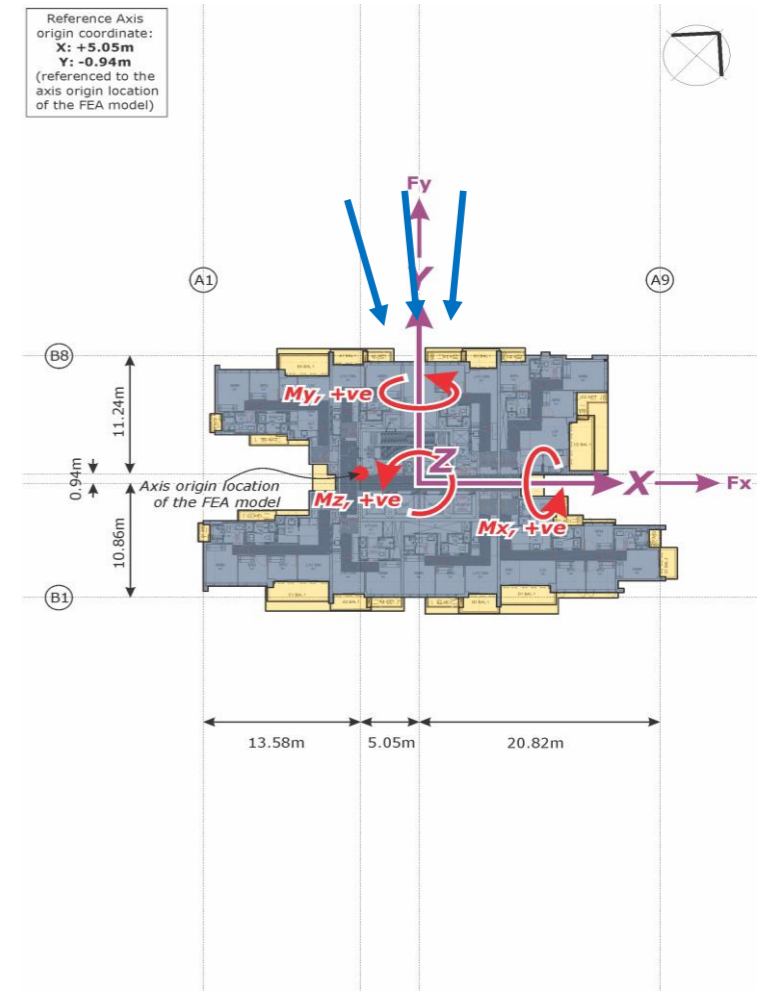 Reference Axis
origin coordinate:
X: +5.05m
Y: -0.94m
(referenced to the
axis origin location
of the FEA model)
Fy
Y
A1
A9
B8
11.24m
My, +ve
0.94m
Axis origin location
of the FEA model
Z
Mz, +ve
X
Fx
Mx, +ve
10.86m
B1
13.58m
5.05m
20.82m